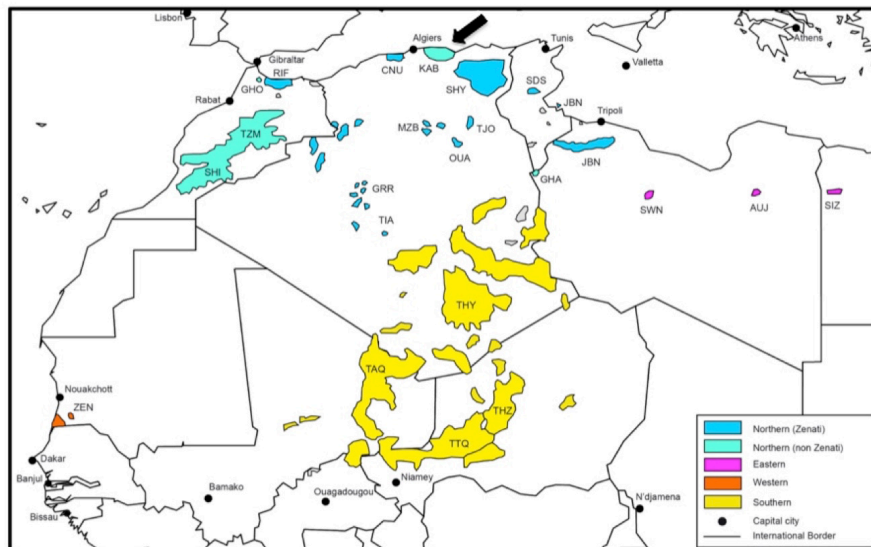 Lisbon
Algiers
Tunis
Athens
Gibraltar
Valletta
RIF
CNU
KAB
SHY
SDS
GHO
Rabat
JBN
Tripoli
TZM
MZB
TJO
OUA
JBN
SHI
GHA
GRR
SWN
AUJ
SIZ
TIA
THY
TAQ
Nouakchott
ZEN
THZ
TTQ
Dakar
Banjul
Niamey
Bamako
Ouagadougou
N'djamena
Bissau
Northern (Zenati)
Northern (non Zenati)
Eastern
Western
Southern
Capital city
International Border